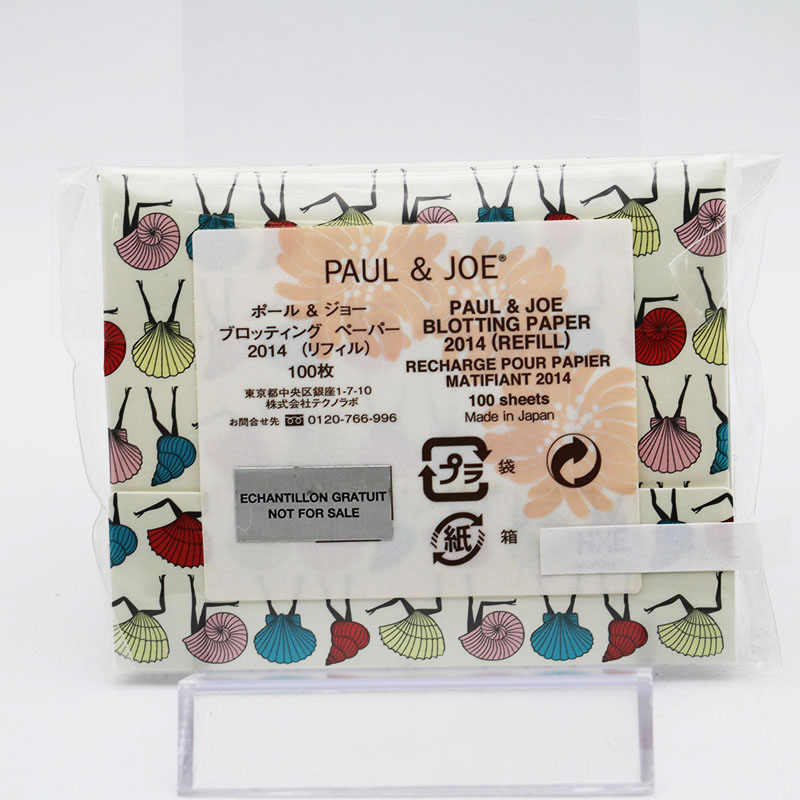 PAUL & JOE®
ポール & ジョー
ブロッティング ペーパー
2014 (リフィル)
100枚
東京都中央区銀座1-7-10
株式会社テクノラボ
お問合せ先 0120-766-996
PAUL & JOE
BLOTTING PAPER
2014 (REFILL)
RECHARGE POUR PAPIER
MATIFIANT 2014
100 sheets
Made in Japan
ECHANTILLON GRATUIT
NOT FOR SALE
プラ 袋
紙 箱